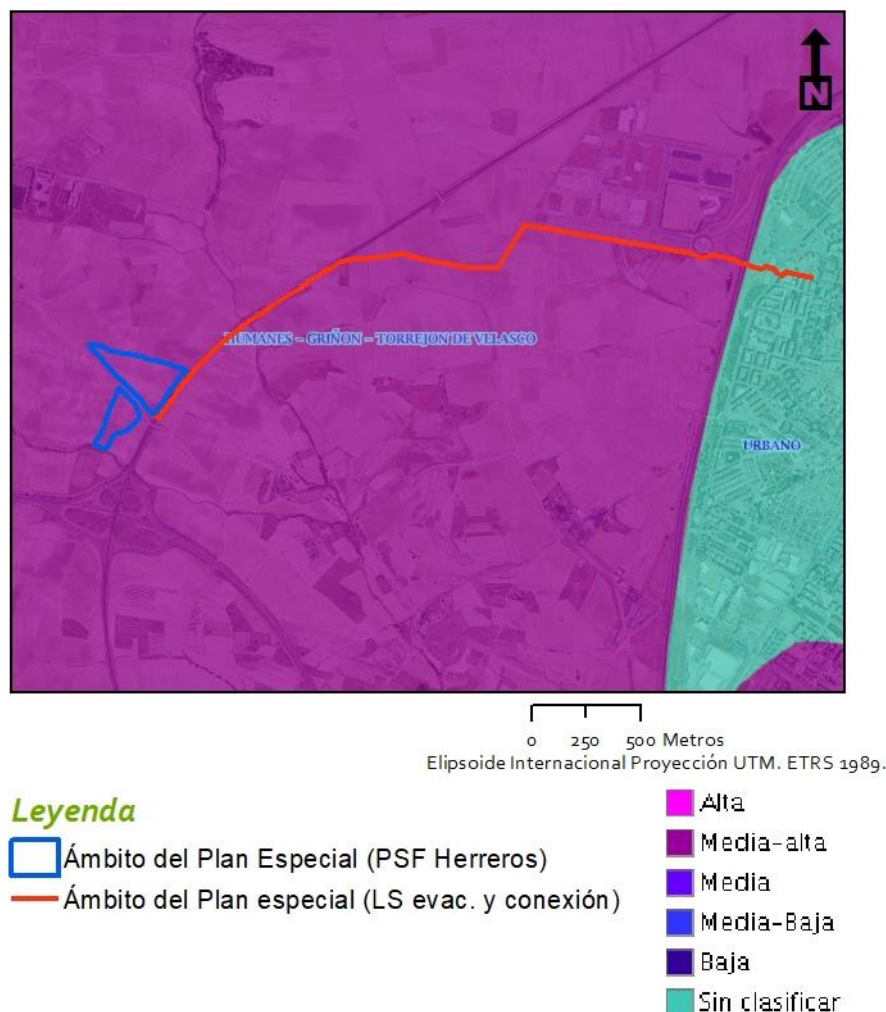 N
HUMANES - GRIÑON - TORREJON DE VELASCO
URBANO
0 250 500 Metros
Elipsoide Internacional Proyección UTM. ETRS 1989.
Leyenda
Ámbito del Plan Especial (PSF Herreros)
Ámbito del Plan especial (LS evac. y conexión)
Alta
Media-alta
Media
Media-Baja
Baja
Sin clasificar